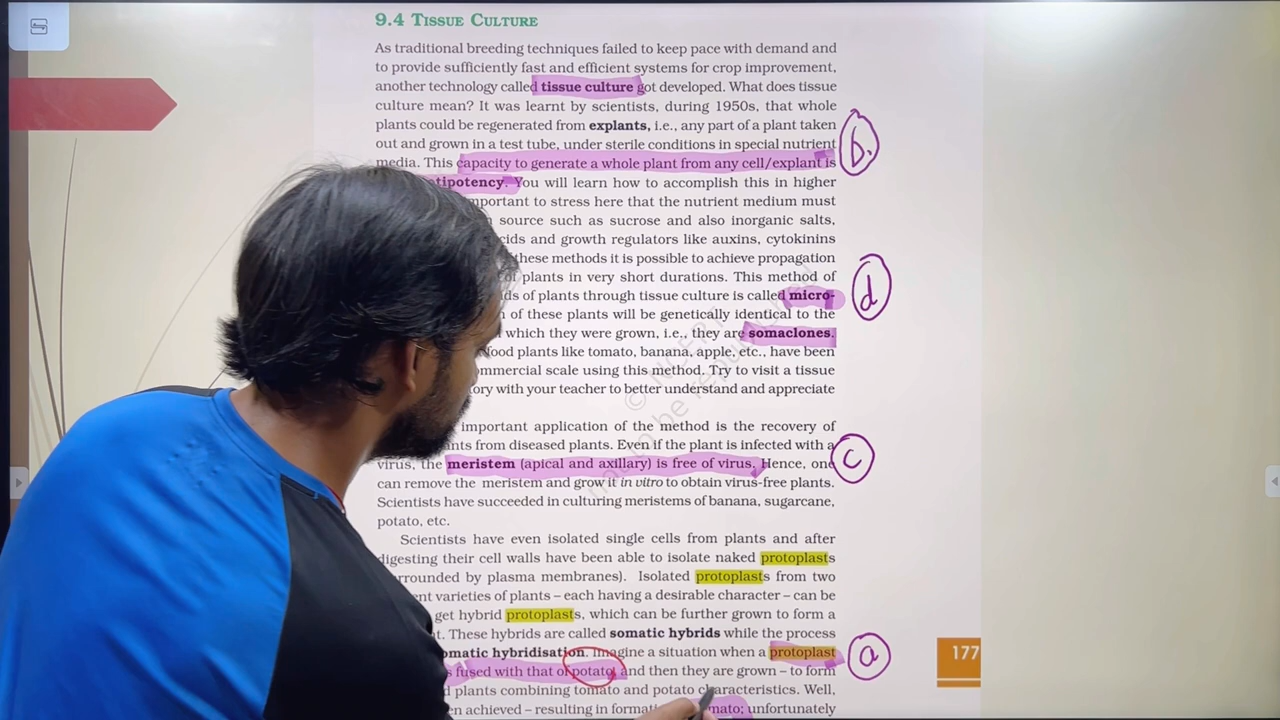 9.4 TISSUE CULTURE
As traditional breeding techniques failed to keep pace with demand and
to provide sufficiently fast and efficient systems for crop improvement,
another technology called tissue culture got developed. What does tissue
culture mean? It was learnt by scientists, during 1950s, that whole
plants could be regenerated from explants, i.e., any part of a plant taken
out and grown in a test tube, under sterile conditions in special nutrient
b.
media. This capacity to generate a whole plant from any cell/explant is
You will learn how to accomplish this in higher
important to stress here that the nutrient medium must
source such as sucrose and also inorganic salts,
and growth regulators like auxins, cytokinins
these methods it is possible to achieve propagation
of plants in very short durations. This method of
d
of plants through tissue culture is called micro-
of these plants will be genetically identical to the
which they were grown, i.e., they are somaclones.
food plants like tomato, banana, apple, etc., have been
scale using this method. Try to visit a tissue
with your teacher to better understand and appreciate
important application of the method is the recovery of
from diseased plants. Even if the plant is infected with a
virus, the meristem (apical and axillary) is free of virus. Hence, one
c
can remove the meristem and grow it in vitro to obtain virus-free plants.
Scientists have succeeded in culturing meristems of banana, sugarcane,
potato, etc.
Scientists have even isolated single cells from plants and after
digesting their cell walls have been able to isolate naked protoplasts
by plasma membranes). Isolated protoplasts from two
varieties of plants – each having a desirable character – can be
get hybrid protoplasts, which can be further grown to form a
These hybrids are called somatic hybrids while the process
hybridisation. Imagine a situation when a protoplast
a
177
fused with that of potato, and then they are grown – to form
plants combining tomato and potato characteristics. Well,
achieved – resulting in unfortunately